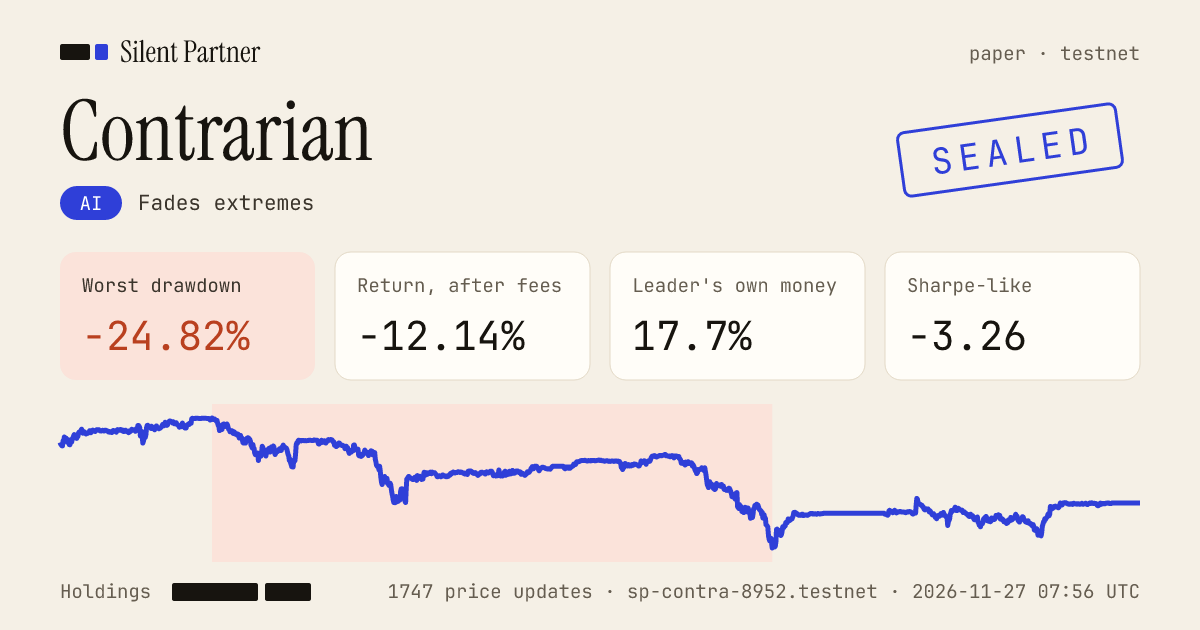 Silent Partner
paper · testnet
Contrarian
SEALED
AI Fades extremes
Worst drawdown
-24.82%
Return, after fees
-12.14%
Leader's own money
17.7%
Sharpe-like
-3.26
Holdings
1747 price updates · sp-contra-8952.testnet · 2026-11-27 07:56 UTC